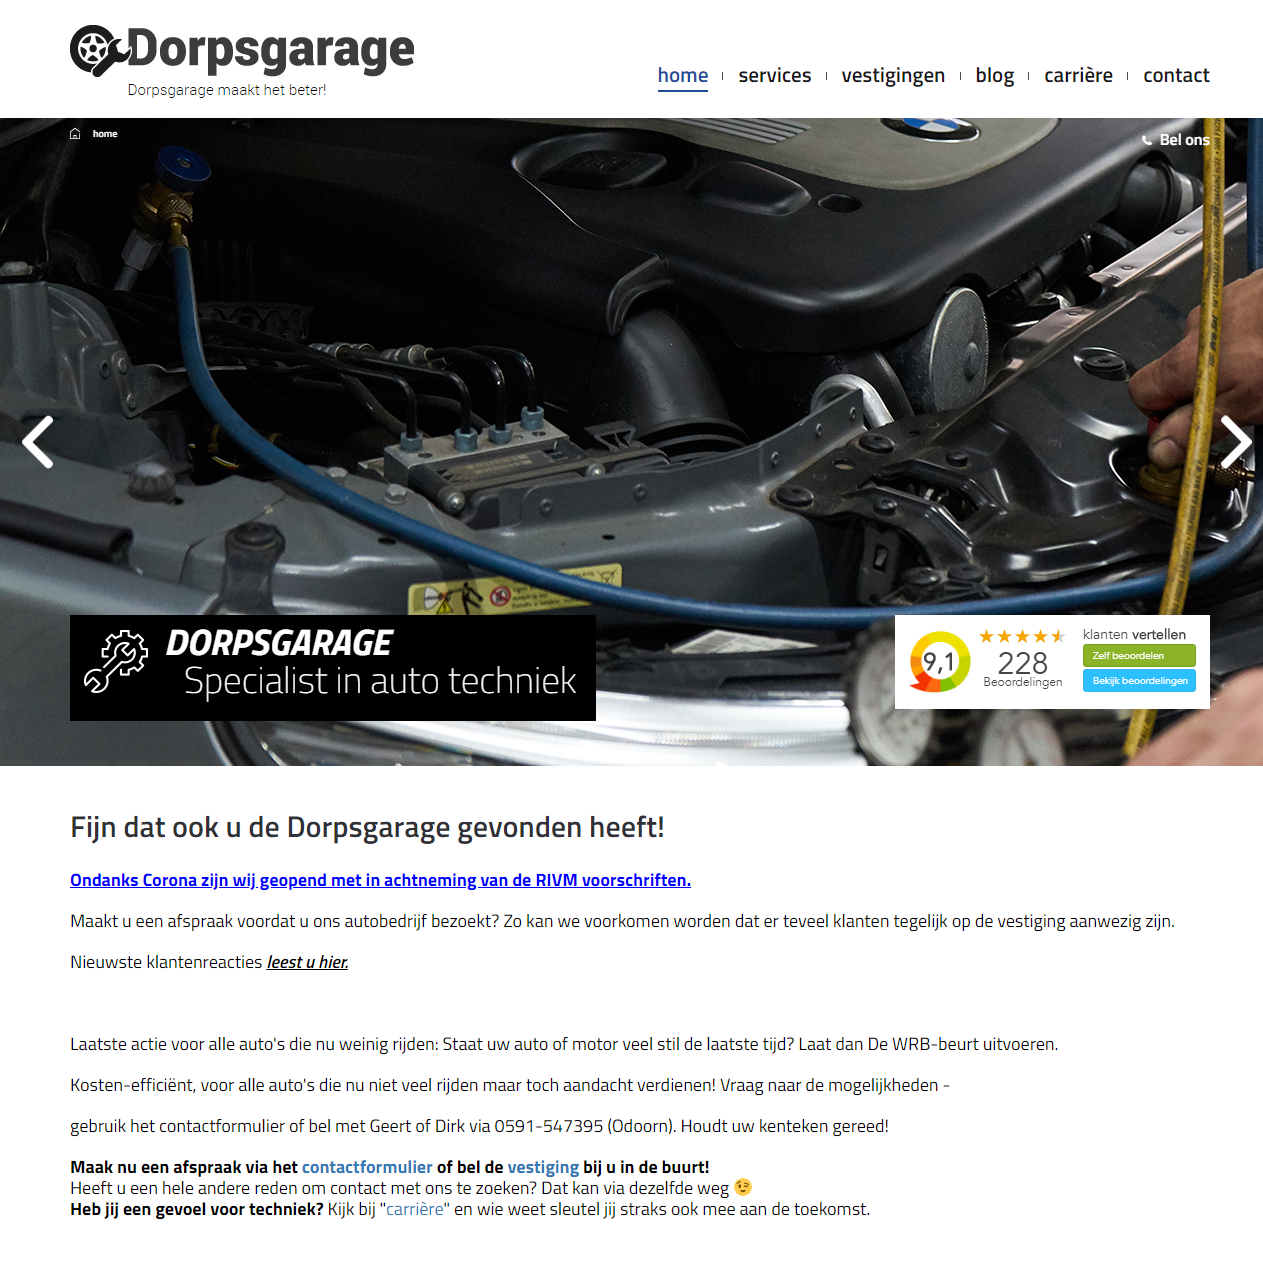 Dorpsgarage
Dorpsgarage maakt het beter!
home
services
vestigingen
blog
carrière
contact
home
Bel ons
DORPSGARAGE
Specialist in auto techniek
9,1
228
Beoordelingen
klanten vertellen
Zelf beoordelen
Bekijk beoordelingen
Fijn dat ook u de Dorpsgarage gevonden heeft!
Ondanks Corona zijn wij geopend met in achtneming van de RIVM voorschriften.
Maakt u een afspraak voordat u ons autobedrijf bezoekt? Zo kan we voorkomen worden dat er teveel klanten tegelijk op de vestiging aanwezig zijn.
Nieuwste klantenreacties leest u hier.
Laatste actie voor alle auto's die nu weinig rijden: Staat uw auto of motor veel stil de laatste tijd? Laat dan De WRB-beurt uitvoeren.
Kosten-efficiënt, voor alle auto's die nu niet veel rijden maar toch aandacht verdienen! Vraag naar de mogelijkheden -
gebruik het contactformulier of bel met Geert of Dirk via 0591-547395 (Odoorn). Houdt uw kenteken gereed!
Maak nu een afspraak via het contactformulier of bel de vestiging bij u in de buurt!
Heeft u een hele andere reden om contact met ons te zoeken? Dat kan via dezelfde weg 😉
Heb jij een gevoel voor techniek? Kijk bij "carrière" en wie weet sleutel jij straks ook mee aan de toekomst.